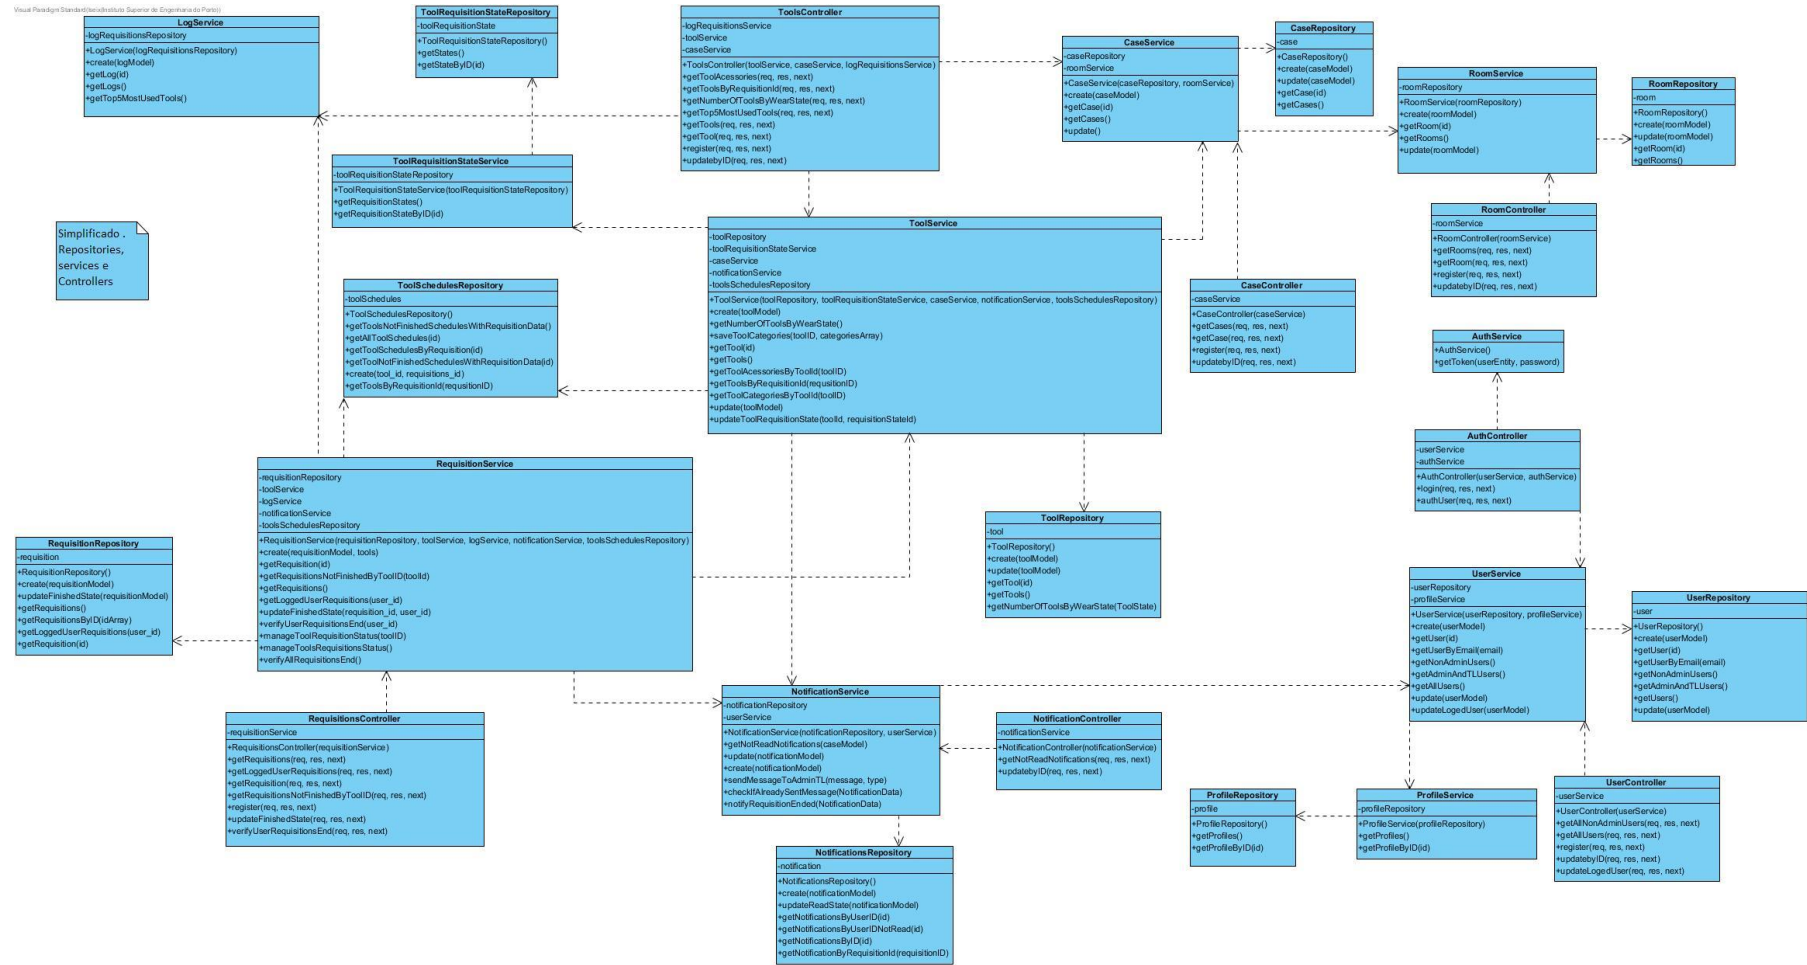 Visual Paradigm Standard(teix(Instituto Superior de Engenharia do Porto))
LogService
-logRequisitionsRepository
+LogService(logRequisitionsRepository)
+create(logModel)
+getLog(id)
+getLogs()
+getTop5MostUsedTools()
ToolRequisitionStateRepository
-toolRequisitionState
+ToolRequisitionStateRepository()
+getStates()
+getStateByID(id)
ToolsController
-logRequisitionsService
-toolService
-caseService
+ToolsController(toolService, caseService, logRequisitionsService)
+getToolAcessories(req, res, next)
+getToolsByRequisitionId(req, res, next)
+getNumberOfToolsByWearState(req, res, next)
+getTop5MostUsedTools(req, res, next)
+getTools(req, res, next)
+getTool(req, res, next)
+register(req, res, next)
+updatebyID(req, res, next)
CaseService
-caseRepository
-roomService
+CaseService(caseRepository, roomService)
+create(caseModel)
+getCase(id)
+getCases()
+update()
CaseRepository
-case
+CaseRepository()
+create(caseModel)
+update(caseModel)
+getCase(id)
+getCases()
RoomService
-roomRepository
+RoomService(roomRepository)
+create(roomModel)
+getRoom(id)
+getRooms()
+update(roomModel)
RoomRepository
-room
+RoomRepository()
+create(roomModel)
+update(roomModel)
+getRoom(id)
+getRooms()
ToolRequisitionStateService
-toolRequisitionStateRepository
+ToolRequisitionStateService(toolRequisitionStateRepository)
+getRequisitionStates()
+getRequisitionStateByID(id)
Simplificado .
Repositories,
services e
Controllers
ToolService
-toolRepository
-toolRequisitionStateService
-caseService
-notificationService
-toolsSchedulesRepository
+ToolService(toolRepository, toolRequisitionStateService, caseService, notificationService, toolsSchedulesRepository)
+create(toolModel)
+getNumberOfToolsByWearState()
+saveToolCategories(toolID, categoriesArray)
+getTool(id)
+getTools()
+getToolAcessoriesByToolId(toolID)
+getToolsByRequisitionId(requsitionID)
+getToolCategoriesByToolId(toolID)
+update(toolModel)
+updateToolRequisitionState(toolId, requisitionStateId)
RoomController
-roomService
+RoomController(roomService)
+getRooms(req, res, next)
+getRoom(req, res, next)
+register(req, res, next)
+updatebyID(req, res, next)
ToolSchedulesRepository
-toolSchedules
+ToolSchedulesRepository()
+getToolsNotFinishedSchedulesWithRequisitionData()
+getAllToolSchedules(id)
+getToolSchedulesByRequisition(id)
+getToolNotFinishedSchedulesWithRequisitionData(id)
+create(tool_id, requisitions_id)
+getToolsByRequisitionId(requsitionID)
CaseController
-caseService
+CaseController(caseService)
+getCases(req, res, next)
+getCase(req, res, next)
+register(req, res, next)
+updatebyID(req, res, next)
AuthService
+AuthService()
+getToken(userEntity, password)
AuthController
-userService
-authService
+AuthController(userService, authService)
+login(req, res, next)
+authUser(req, res, next)
RequisitionService
-requisitionRepository
-toolService
-logService
-notificationService
-toolsSchedulesRepository
+RequisitionService(requisitionRepository, toolService, logService, notificationService, toolsSchedulesRepository)
+create(requisitionModel, tools)
+getRequisition(id)
+getRequisitionsNotFinishedByToolID(toolId)
+getRequisitions()
+getLoggedUserRequisitions(user_id)
+updateFinishedState(requisition_id, user_id)
+verifyUserRequisitionsEnd(user_id)
+manageToolRequisitionStatus(toolID)
+manageToolsRequisitionsStatus()
+verifyAllRequisitionsEnd()
RequisitionRepository
-requisition
+RequisitionRepository()
+create(requisitionModel)
+updateFinishedState(requisitionModel)
+getRequisitions()
+getRequisitionsByID(idArray)
+getLoggedUserRequisitions(user_id)
+getRequisition(id)
ToolRepository
-tool
+ToolRepository()
+create(toolModel)
+update(toolModel)
+getTool(id)
+getTools()
+getNumberOfToolsByWearState(ToolState)
UserService
-userRepository
-profileService
+UserService(userRepository, profileService)
+create(userModel)
+getUser(id)
+getUserByEmail(email)
+getNonAdminUsers()
+getAdminAndTLUsers()
+getAllUsers()
+update(userModel)
+updateLogedUser(userModel)
UserRepository
-user
+UserRepository()
+create(userModel)
+getUser(id)
+getUserByEmail(email)
+getNonAdminUsers()
+getAdminAndTLUsers()
+getUsers()
+update(userModel)
RequisitionsController
-requisitionService
+RequisitionsController(requisitionService)
+getRequisitions(req, res, next)
+getLoggedUserRequisitions(req, res, next)
+getRequisition(req, res, next)
+getRequisitionsNotFinishedByToolID(req, res, next)
+register(req, res, next)
+updateFinishedState(req, res, next)
+verifyUserRequisitionsEnd(req, res, next)
NotificationService
-notificationRepository
-userService
+NotificationService(notificationRepository, userService)
+getNotReadNotifications(caseModel)
+update(notificationModel)
+create(notificationModel)
+sendMessageToAdminTL(message, type)
+checkIfAlreadySentMessage(NotificationData)
+notifyRequisitionEnded(NotificationData)
NotificationController
-notificationService
+NotificationController(notificationService)
+getNotReadNotifications(req, res, next)
+updatebyID(req, res, next)
ProfileRepository
-profile
+ProfileRepository()
+getProfiles()
+getProfileByID(id)
ProfileService
-profileRepository
+ProfileService(profileRepository)
+getProfiles()
+getProfileByID(id)
UserController
-userService
+UserController(userService)
+getAllNonAdminUsers(req, res, next)
+getAllUsers(req, res, next)
+register(req, res, next)
+updatebyID(req, res, next)
+updateLogedUser(req, res, next)
NotificationsRepository
-notification
+NotificationsRepository()
+create(notificationModel)
+updateReadState(notificationModel)
+getNotificationsByUserID(id)
+getNotificationsByUserIDNotRead(id)
+getNotificationsByID(id)
+getNotificationByRequisitionId(requisitionID)